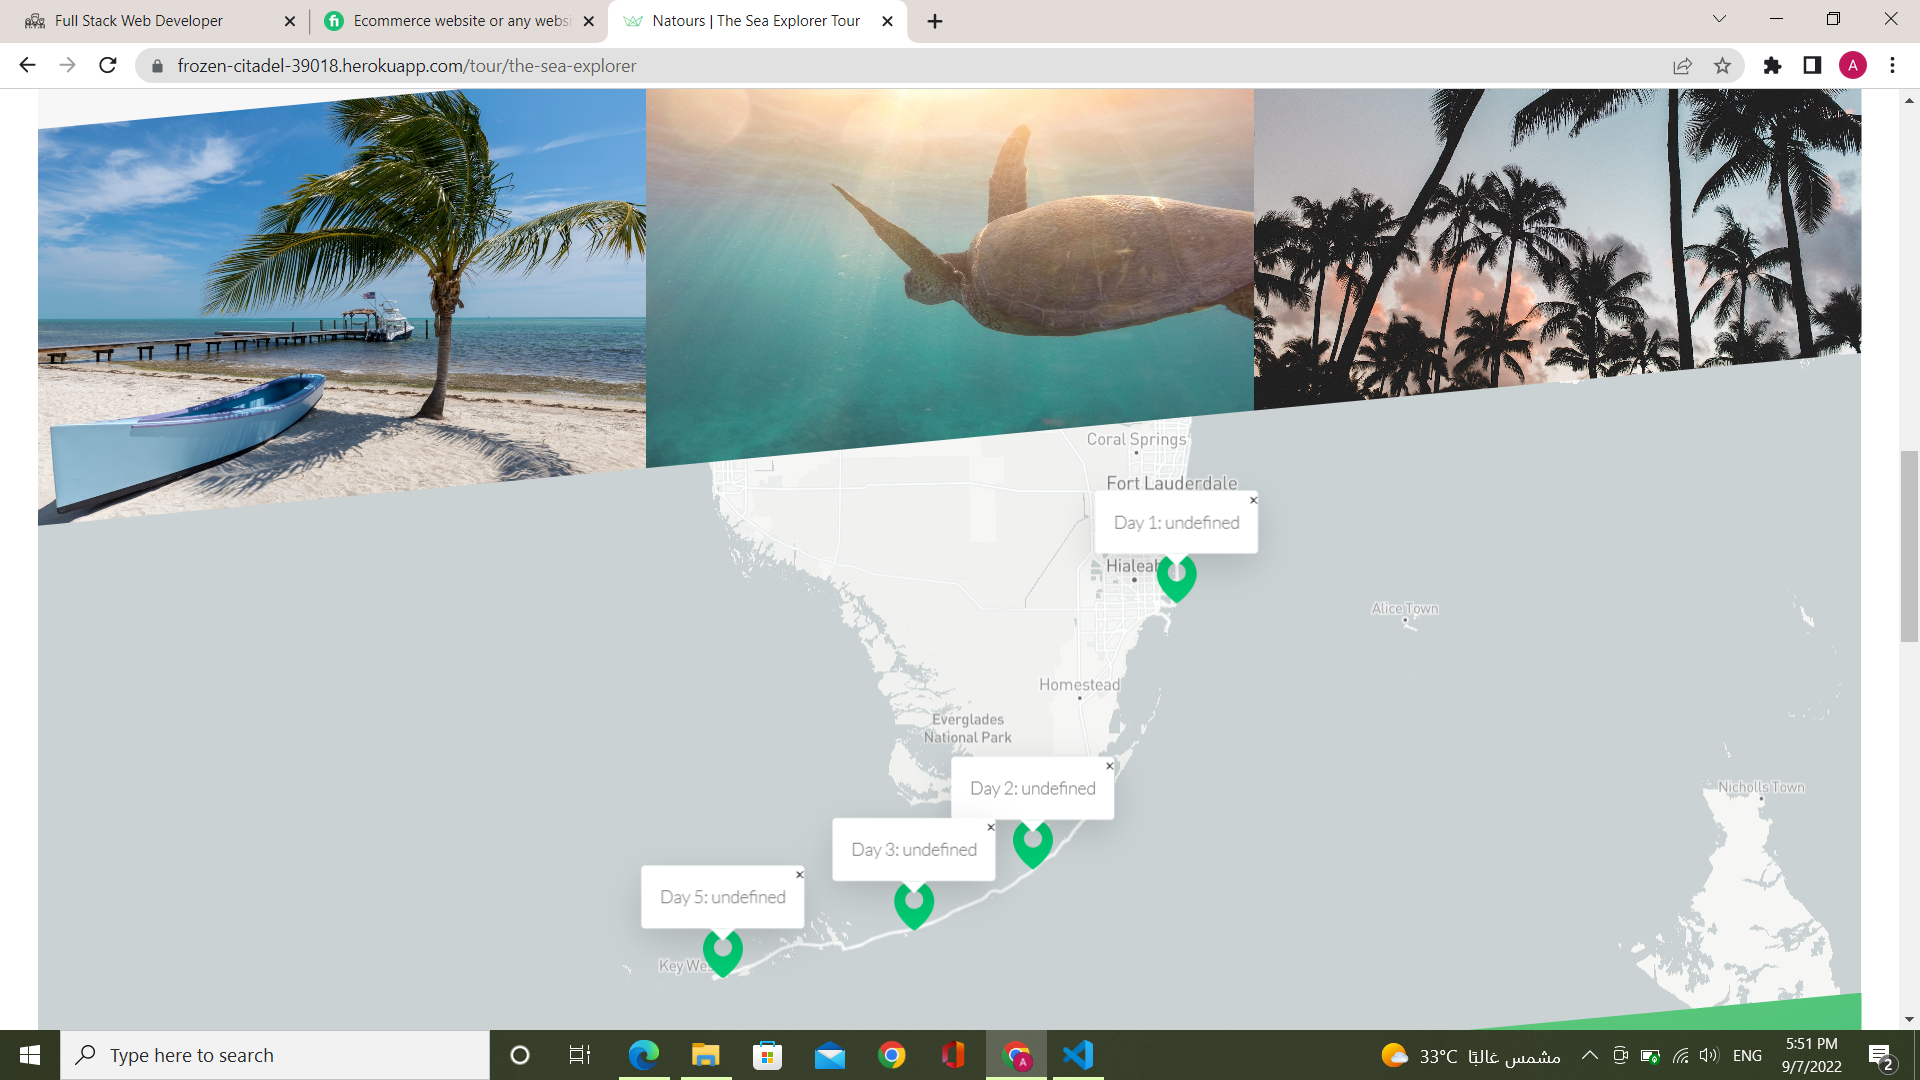 Full Stack Web Developer
Ecommerce website or any websi
Natours | The Sea Explorer Tour
frozen-citadel-39018.herokuapp.com/tour/the-sea-explorer
A
Coral Springs
Fort Lauderdale
Day 1: undefined
Hialeah
Alice Town
Homestead
Everglades
National Park
Day 2: undefined
Nicholls Town
Day 3: undefined
Day 5: undefined
Key We
Type here to search
33°C مشمس غالبًا
ENG
5:51 PM
9/7/2022
2